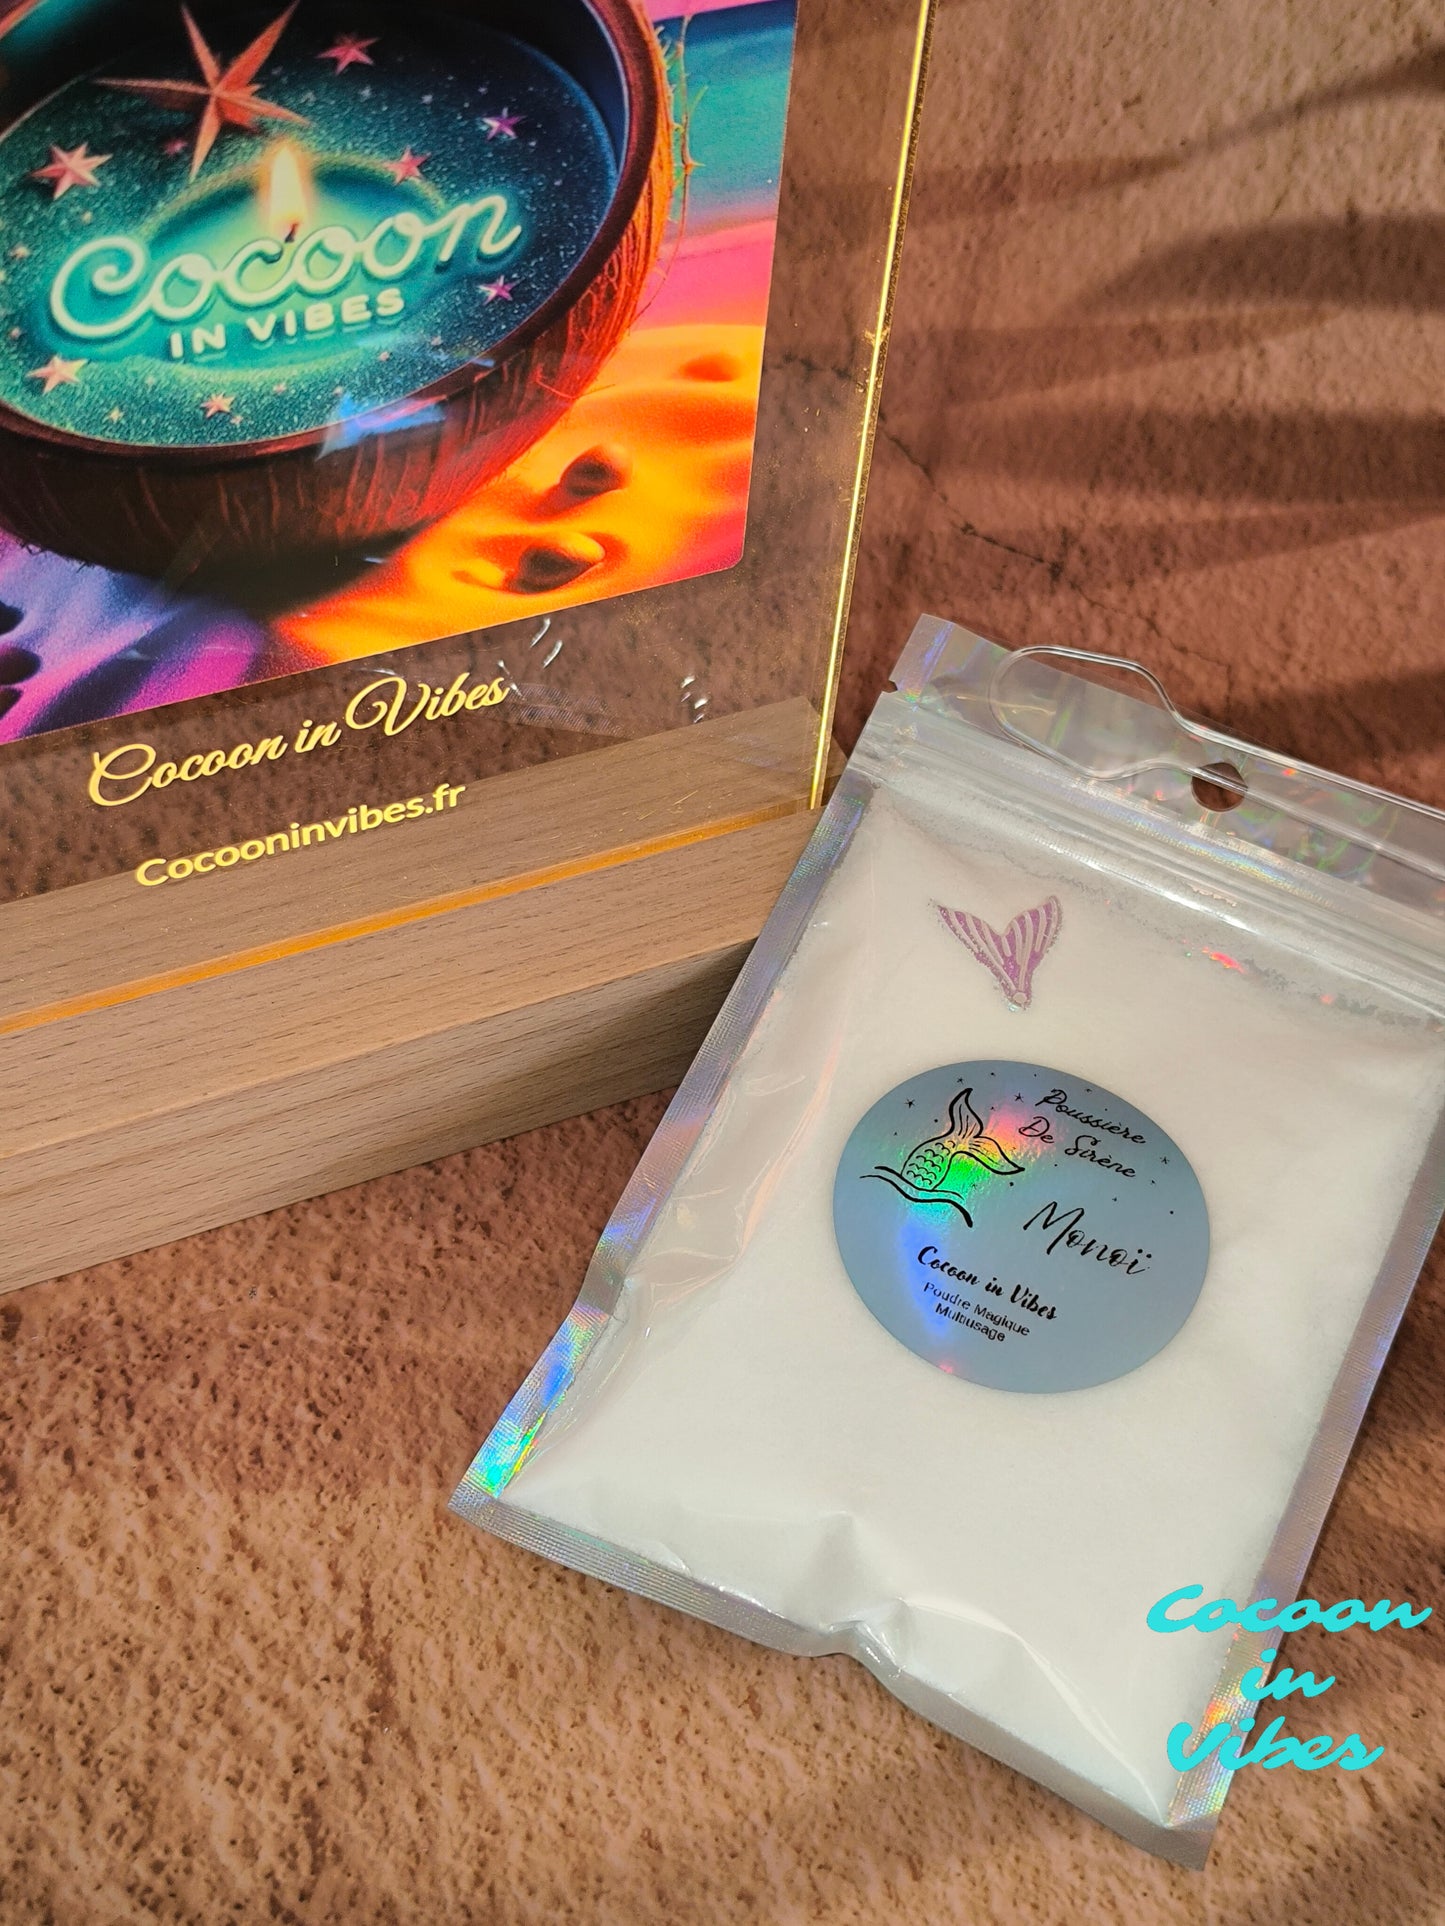 Cocoon
IN VIBES
Cocoon in Vibes
Cocooninvibes.fr
Poussière
De Sirène
Monoï
Cocoon in Vibes
Poudre Magique
Multiusage
Cocoon
in
Vibes